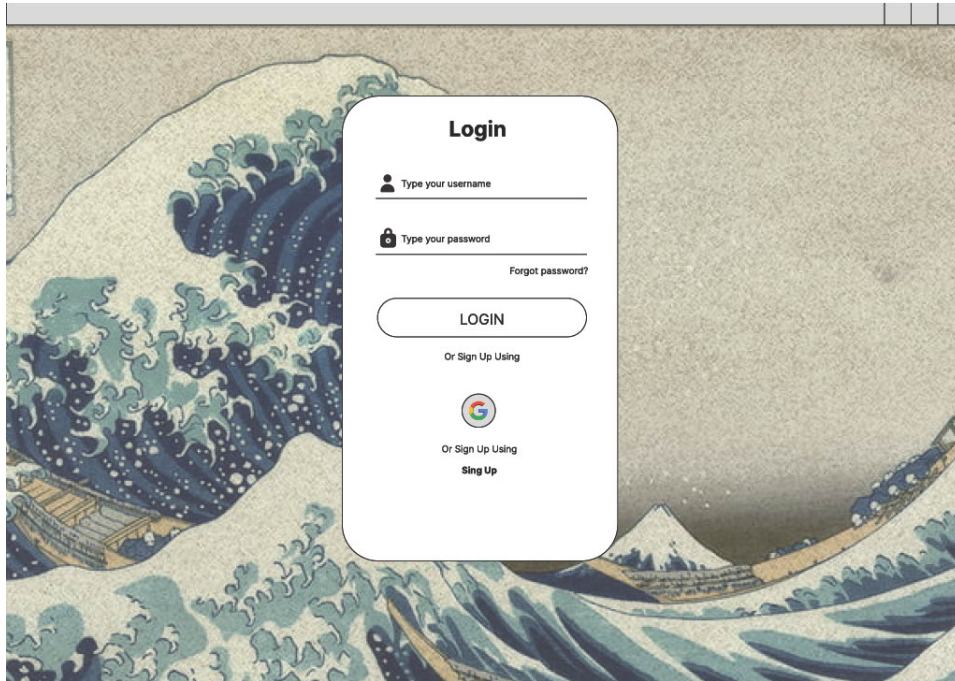 Login
Type your username
Type your password
Forgot password?
LOGIN
Or Sign Up Using
Or Sign Up Using
Sing Up